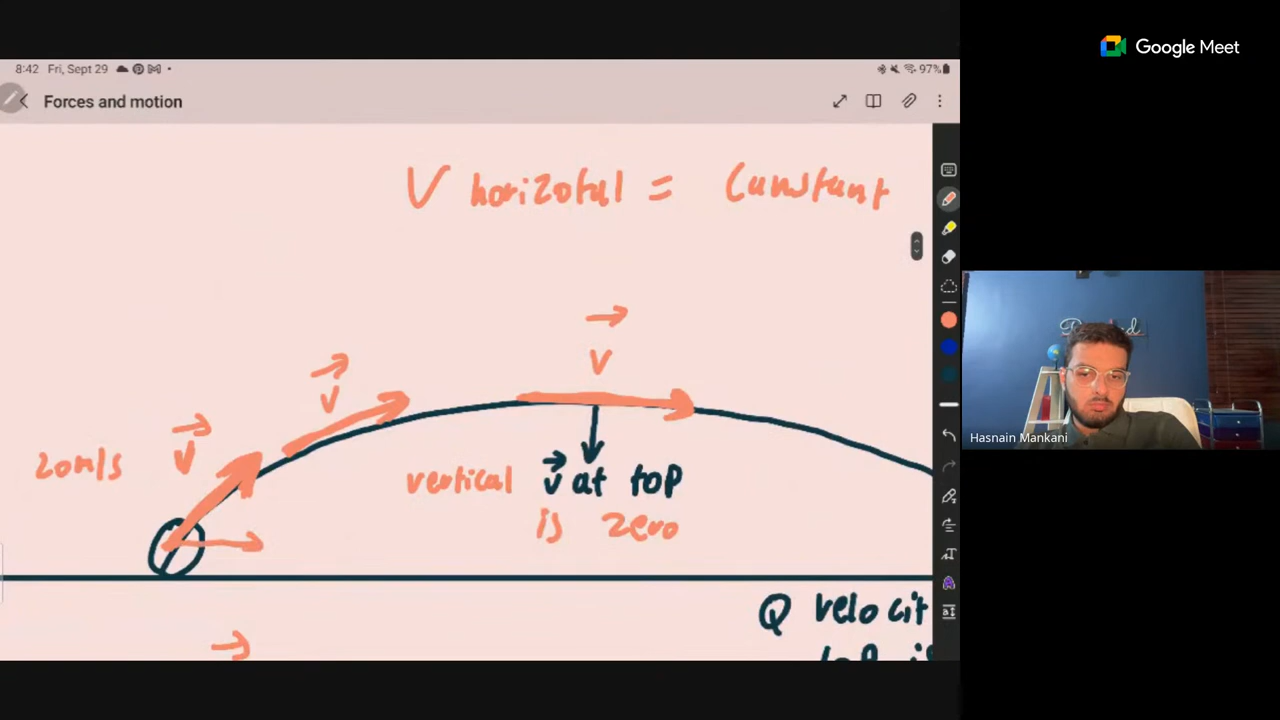 Google Meet
8:42 Fri, Sept 29
97%
Forces and motion
V horizotal = Constant
v
v
v
20m/s
vertical v at top
is zero
Hasnain Mankani
Q velocit